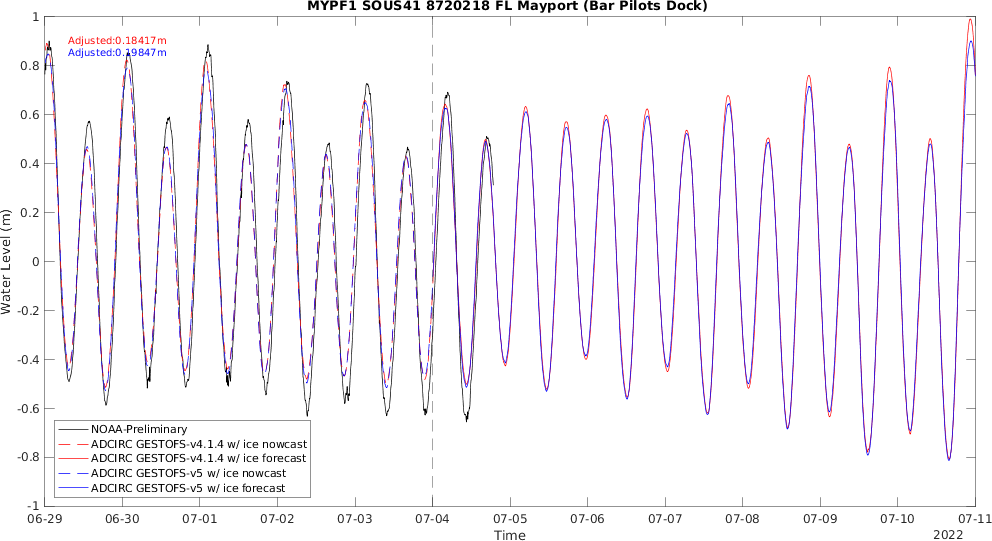 MYPF1 SOUS41 8720218 FL Mayport (Bar Pilots Dock)
Adjusted:0.18417m
Adjusted:0.19847m
1
0.8
0.6
0.4
0.2
0
-0.2
-0.4
-0.6
-0.8
-1
Water Level (m)
NOAA-Preliminary
ADCIRC GESTOFS-v4.1.4 w/ ice nowcast
ADCIRC GESTOFS-v4.1.4 w/ ice forecast
ADCIRC GESTOFS-v5 w/ ice nowcast
ADCIRC GESTOFS-v5 w/ ice forecast
06-29 06-30 07-01 07-02 07-03 07-04 07-05 07-06 07-07 07-08 07-09 07-10 07-11
Time
2022